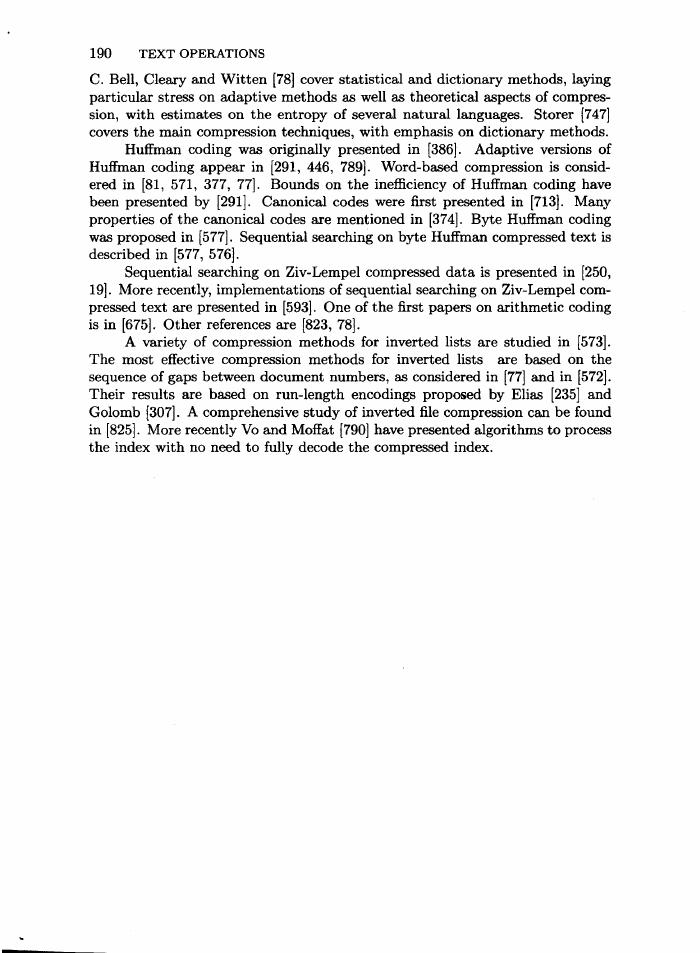 190 TEXT OPERATIONS
C. Bell, Cleary and Witten [78] cover statistical and dictionary methods, laying
particular stress on adaptive methods as well as theoretical aspects of compres-
sion, with estimates on the entropy of several natural languages. Storer [747]
covers the main compression techniques, with emphasis on dictionary methods.
Huffman coding was originally presented in [386]. Adaptive versions of
Huffman coding appear in [291, 446, 789]. Word-based compression is consid-
ered in [81, 571, 377, 77]. Bounds on the inefficiency of Huffman coding have
been presented by [291]. Canonical codes were first presented in [713]. Many
properties of the canonical codes are mentioned in [374]. Byte Huffman coding
was proposed in [577]. Sequential searching on byte Huffman compressed text is
described in [577, 576].
Sequential searching on Ziv-Lempel compressed data is presented in [250,
19]. More recently, implementations of sequential searching on Ziv-Lempel com-
pressed text are presented in [593]. One of the first papers on arithmetic coding
is in [675]. Other references are [823, 78].
A variety of compression methods for inverted lists are studied in [573].
The most effective compression methods for inverted lists are based on the
sequence of gaps between document numbers, as considered in [77] and in [572].
Their results are based on run-length encodings proposed by Elias [235] and
Golomb [307]. A comprehensive study of inverted file compression can be found
in [825]. More recently Vo and Moffat [790] have presented algorithms to process
the index with no need to fully decode the compressed index.